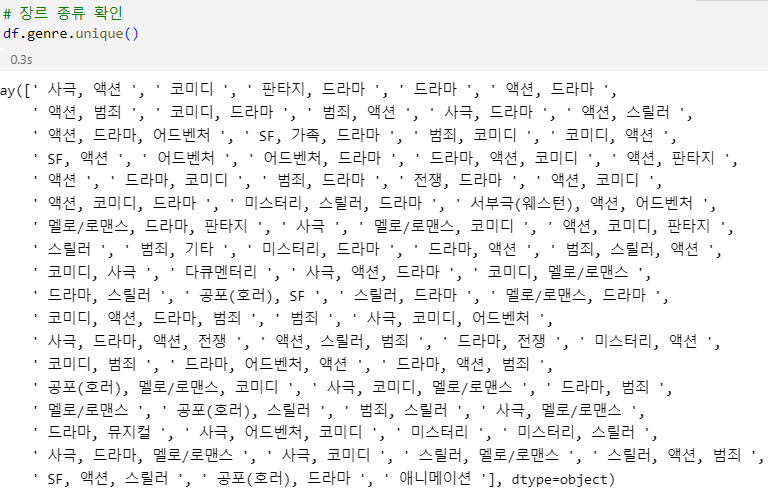 # 장르 종류 확인
df.genre.unique()
0.3s
ay([' 사극, 액션 ', ' 코미디 ', ' 판타지, 드라마 ', ' 드라마 ', ' 액션, 드라마 ',
' 액션, 범죄 ', ' 코미디, 드라마 ', ' 범죄, 액션 ', ' 사극, 드라마 ', ' 액션, 스릴러 ',
' 액션, 드라마, 어드벤처 ', ' SF, 가족, 드라마 ', ' 범죄, 코미디 ', ' 코미디, 액션 ',
' SF, 액션 ', ' 어드벤처 ', ' 어드벤처, 드라마 ', ' 드라마, 액션, 코미디 ', ' 액션, 판타지 ',
' 액션 ', ' 드라마, 코미디 ', ' 범죄, 드라마 ', ' 전쟁, 드라마 ', ' 액션, 코미디 ',
' 액션, 코미디, 드라마 ', ' 미스터리, 스릴러, 드라마 ', ' 서부극(웨스턴), 액션, 어드벤처 ',
' 멜로/로맨스, 드라마, 판타지 ', ' 사극 ', ' 멜로/로맨스, 코미디 ', ' 액션, 코미디, 판타지 ',
' 스릴러 ', ' 범죄, 기타 ', ' 미스터리, 드라마 ', ' 드라마, 액션 ', ' 범죄, 스릴러, 액션 ',
' 코미디, 사극 ', ' 다큐멘터리 ', ' 사극, 액션, 드라마 ', ' 코미디, 멜로/로맨스 ',
' 드라마, 스릴러 ', ' 공포(호러), SF ', ' 스릴러, 드라마 ', ' 멜로/로맨스, 드라마 ',
' 코미디, 액션, 드라마, 범죄 ', ' 범죄 ', ' 사극, 코미디, 어드벤처 ',
' 사극, 드라마, 액션, 전쟁 ', ' 액션, 스릴러, 범죄 ', ' 드라마, 전쟁 ', ' 미스터리, 액션 ',
' 코미디, 범죄 ', ' 드라마, 어드벤처, 액션 ', ' 드라마, 액션, 범죄 ',
' 공포(호러), 멜로/로맨스, 코미디 ', ' 사극, 코미디, 멜로/로맨스 ', ' 드라마, 범죄 ',
' 멜로/로맨스 ', ' 공포(호러), 스릴러 ', ' 범죄, 스릴러 ', ' 사극, 멜로/로맨스 ',
' 드라마, 뮤지컬 ', ' 사극, 어드벤처, 코미디 ', ' 미스터리 ', ' 미스터리, 스릴러 ',
' 사극, 드라마, 멜로/로맨스 ', ' 사극, 코미디 ', ' 스릴러, 멜로/로맨스 ', ' 스릴러, 액션, 범죄 ',
' SF, 액션, 스릴러 ', ' 공포(호러), 드라마 ', ' 애니메이션 '], dtype=object)